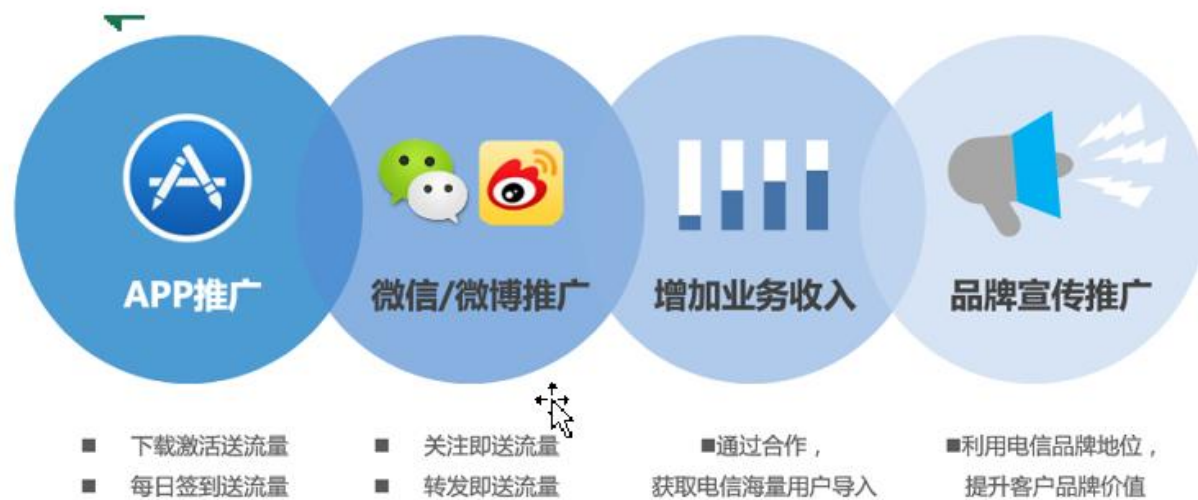 APP推广
微信/微博推广
增加业务收入
品牌宣传推广
■ 下载激活送流量
■ 每日签到送流量
■ 关注即送流量
■ 转发即送流量
■通过合作，
获取电信海量用户导入
■利用电信品牌地位，
提升客户品牌价值